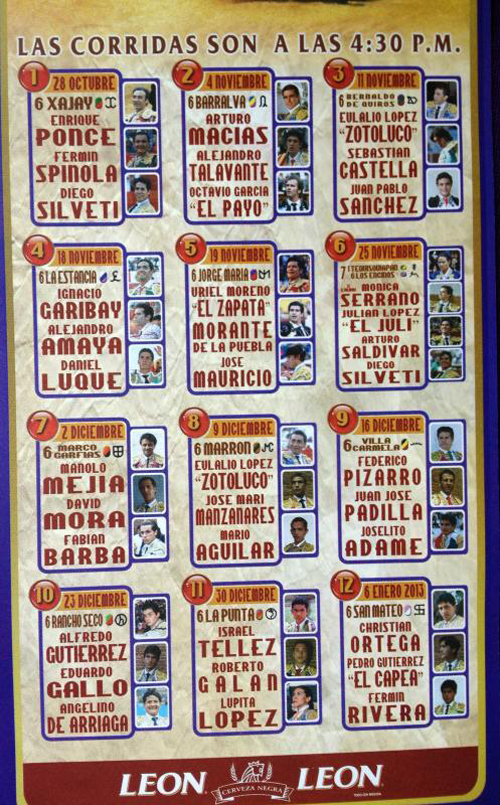 LAS CORRIDAS SON A LAS 4:30 P.M.
1
28 OCTUBRE
6 XAJAY
ENRIQUE
PONCE
FERMIN
SPINOLA
DIEGO
SILVETI
2
4 NOVIEMBRE
6 BARRALVA
ARTURO
MACIAS
ALEJANDRO
TALAVANTE
OCTAVIO GARCIA
"EL PAYO"
3
11 NOVIEMBRE
6 BERNALDO
DE QUIROS
EULALIO LOPEZ
"ZOTOLUCO"
SEBASTIAN
CASTELLA
JUAN PABLO
SANCHEZ
4
18 NOVIEMBRE
6 LA ESTANCIA
IGNACIO
GARIBAY
ALEJANDRO
AMAYA
DANIEL
LUQUE
5
19 NOVIEMBRE
6 JORGE MARIA
URIEL MORENO
"EL ZAPATA"
MORANTE
DE LA PUEBLA
JOSE
MAURICIO
6
25 NOVIEMBRE
7 1 TEQUISQUIAPAN
6 LOS ENCINOS
MONICA
SERRANO
JULIAN LOPEZ
"EL JULI"
ARTURO
SALDIVAR
DIEGO
SILVETI
7
2 DICIEMBRE
6 MARCO
GARFIAS
MANOLO
MEJIA
DAVID
MORA
FABIAN
BARBA
8
9 DICIEMBRE
6 MARRON
EULALIO LOPEZ
"ZOTOLUCO"
JOSE MARI
MANZANARES
MARIO
AGUILAR
9
16 DICIEMBRE
6 VILLA
CARMELA
FEDERICO
PIZARRO
JUAN JOSE
PADILLA
JOSELITO
ADAME
10
23 DICIEMBRE
6 RANCHO SECO
ALFREDO
GUTIERREZ
EDUARDO
GALLO
ANGELINO
DE ARRIAGA
11
30 DICIEMBRE
6 LA PUNTA
ISRAEL
TELLEZ
ROBERTO
GALAN
LUPITA
LOPEZ
12
6 ENERO 2013
6 SAN MATEO
CHRISTIAN
ORTEGA
PEDRO GUTIERREZ
"EL CAPEA"
FERMIN
RIVERA
LEON CERVEZA NEGRA LEON